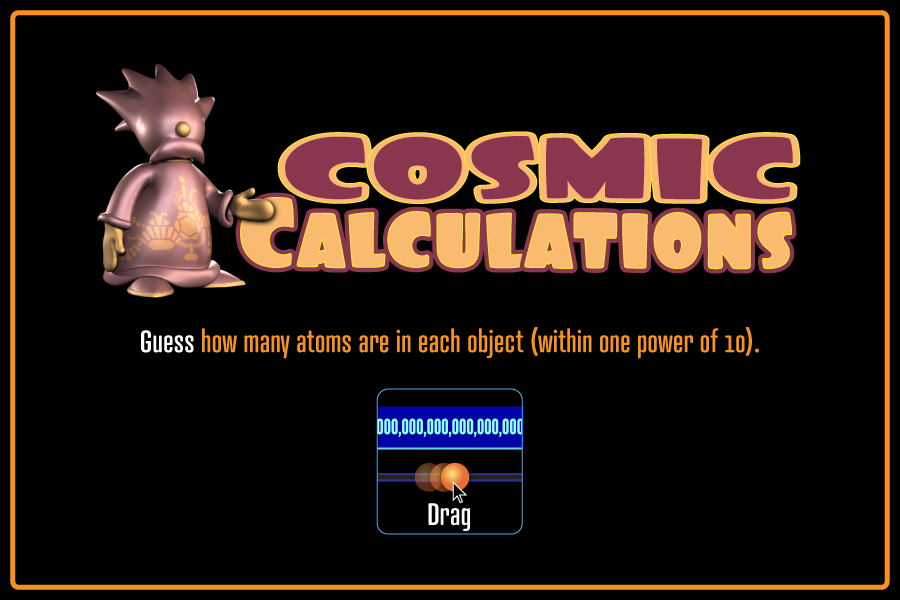 COSMIC
CALCULATIONS
Guess how many atoms are in each object (within one power of 10).
000,000,000,000,000,000
Drag